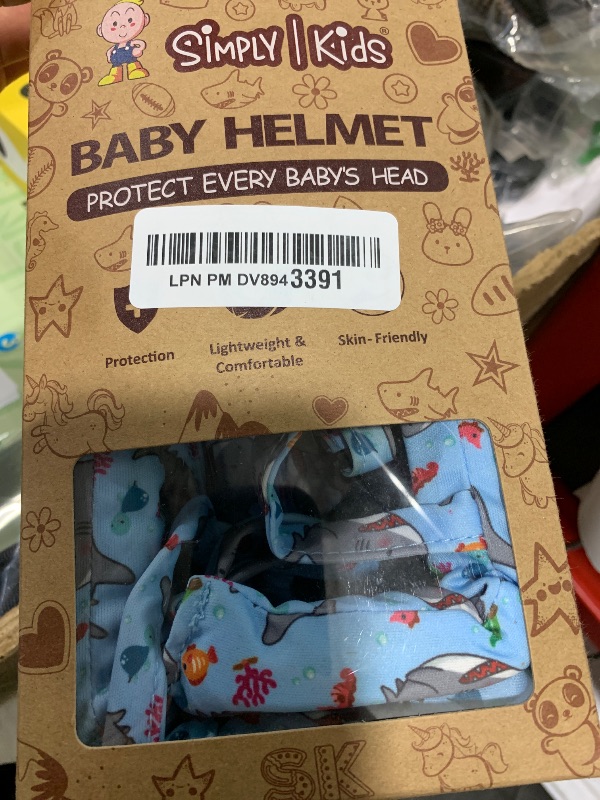 SIMPLY | KIDS®
BABY HELMET
PROTECT EVERY BABY'S HEAD
LPN PM DV894 3391
Protection
Lightweight &
Comfortable
Skin-Friendly
SK